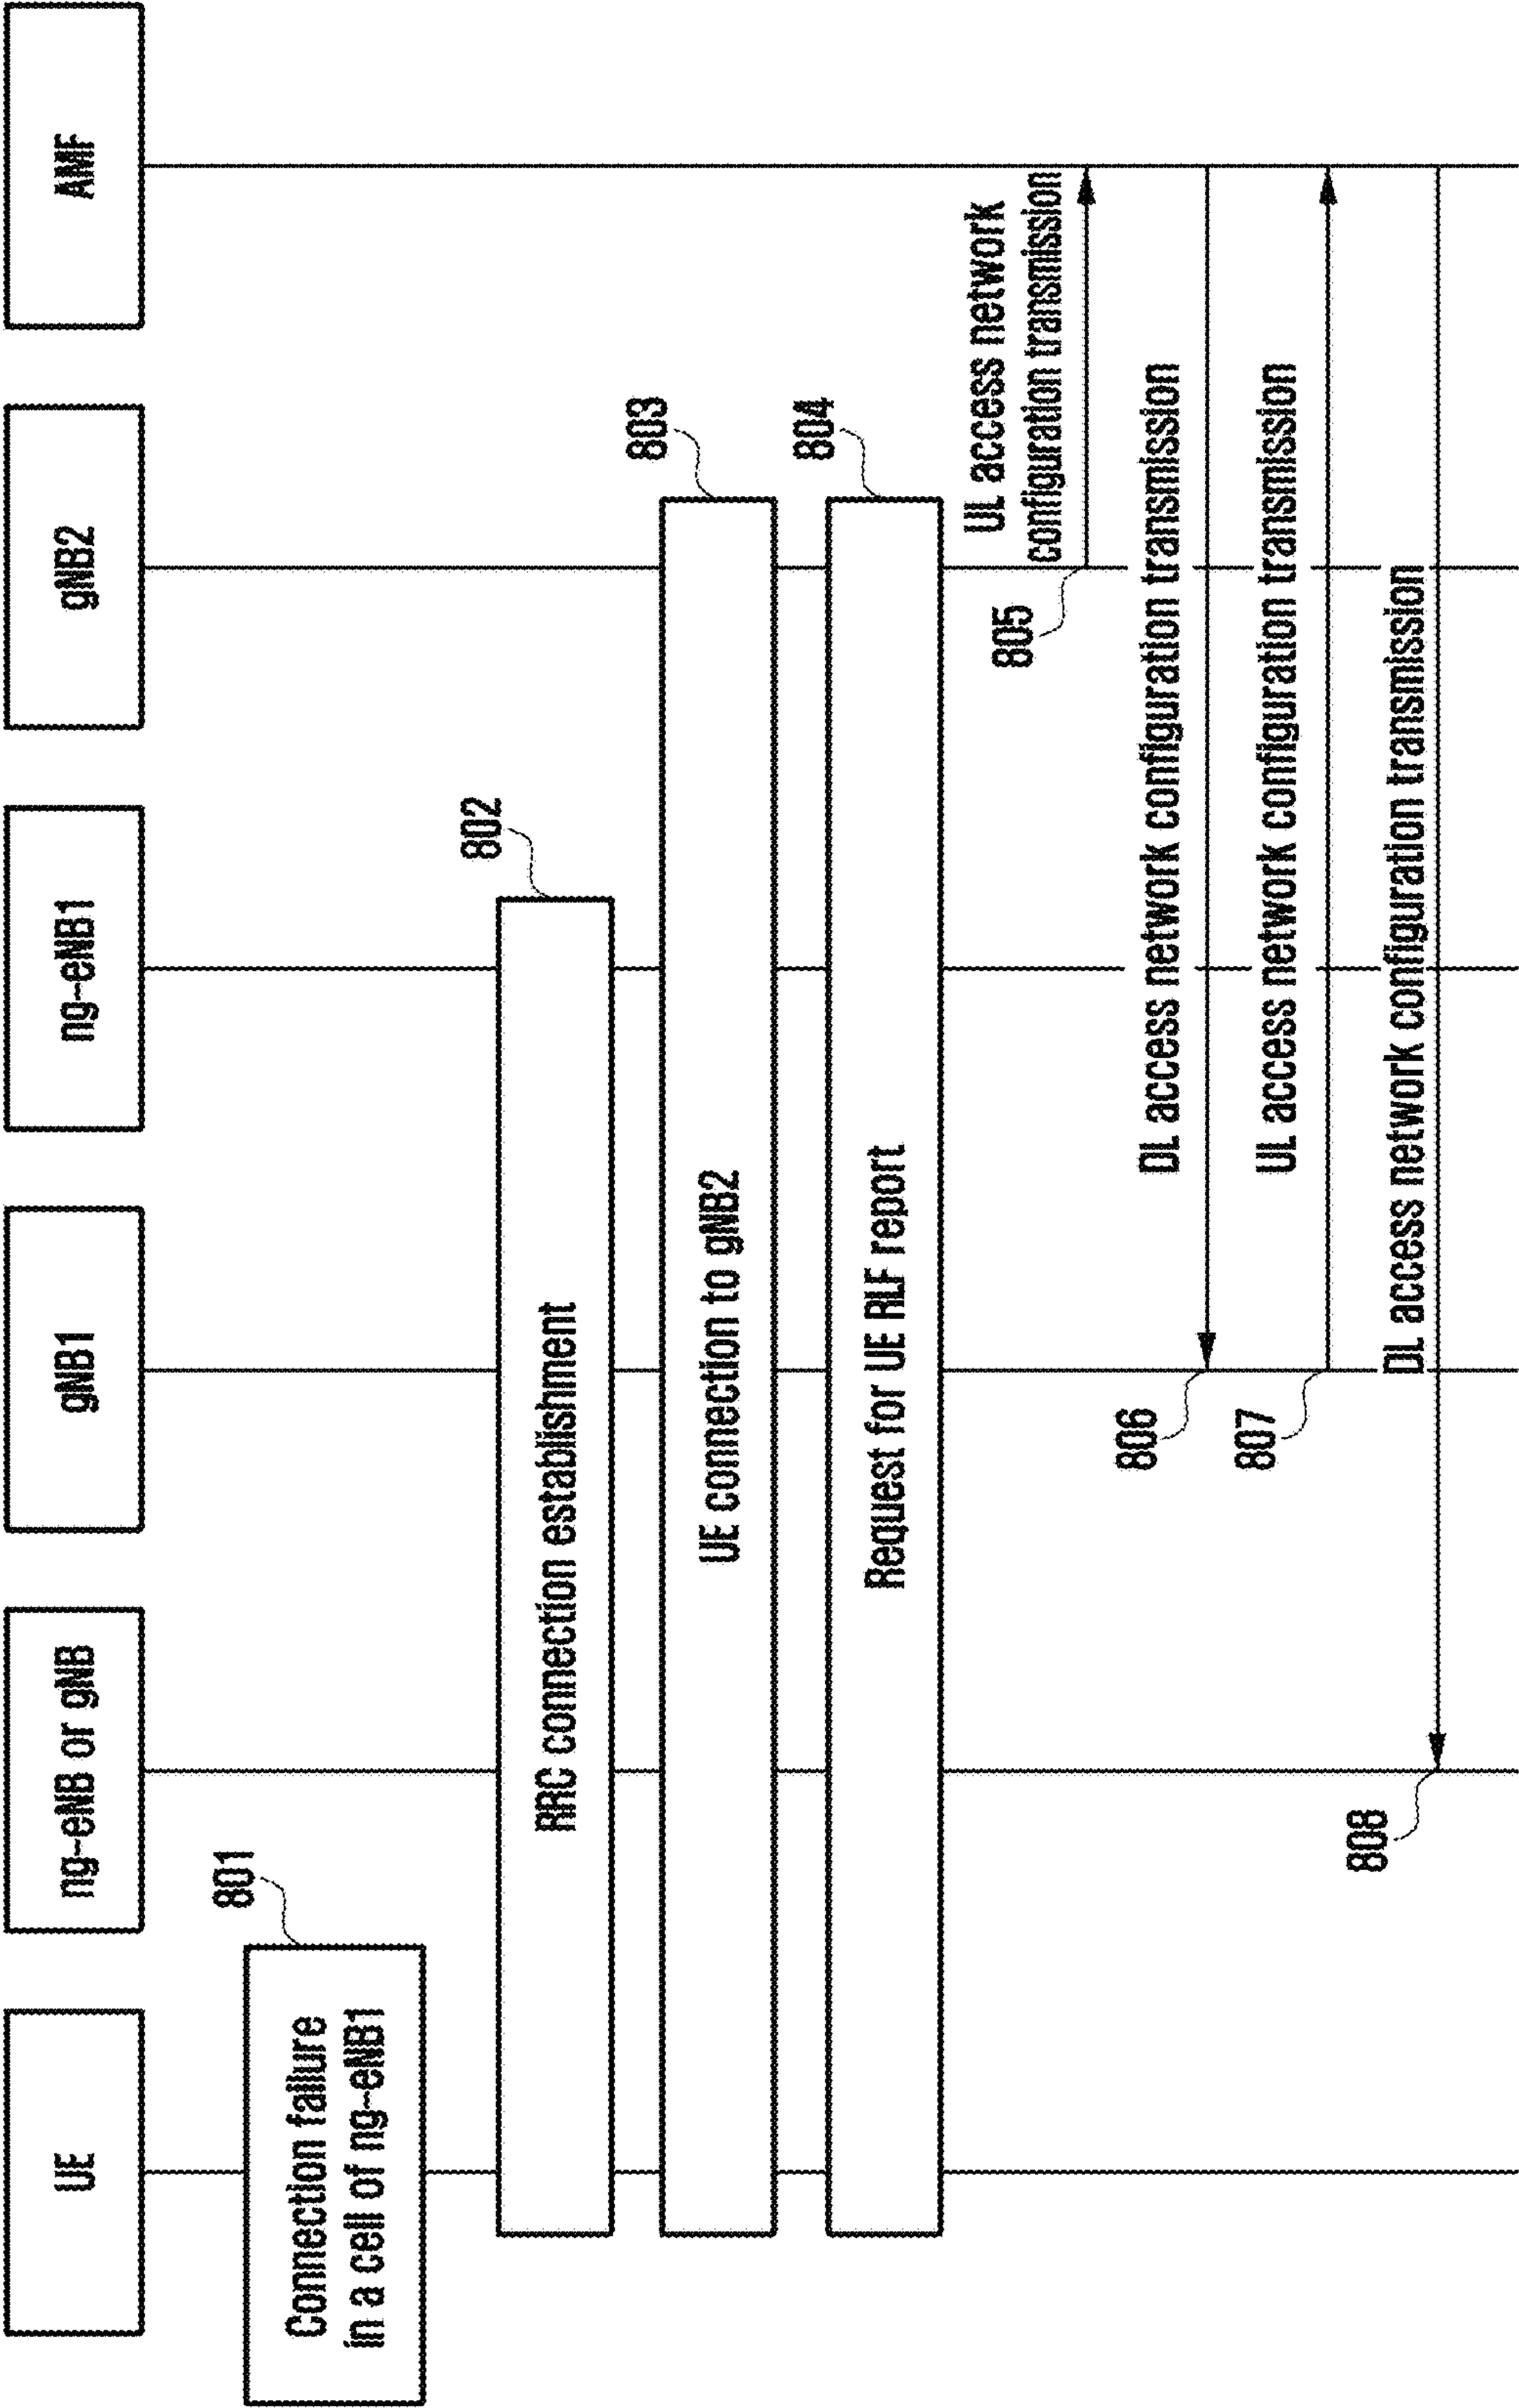 UE
ng-eNB or gNB
gNB1
ng-eNB1
gNB2
AMF
801
Connection failure
in a cell of ng-eNB1
802
RRC connection establishment
803
UE connection to gNB2
804
Request for UE RLF report
805
UL access network
configuration transmission
806
DL access network configuration transmission
807
UL access network configuration transmission
808
DL access network configuration transmission